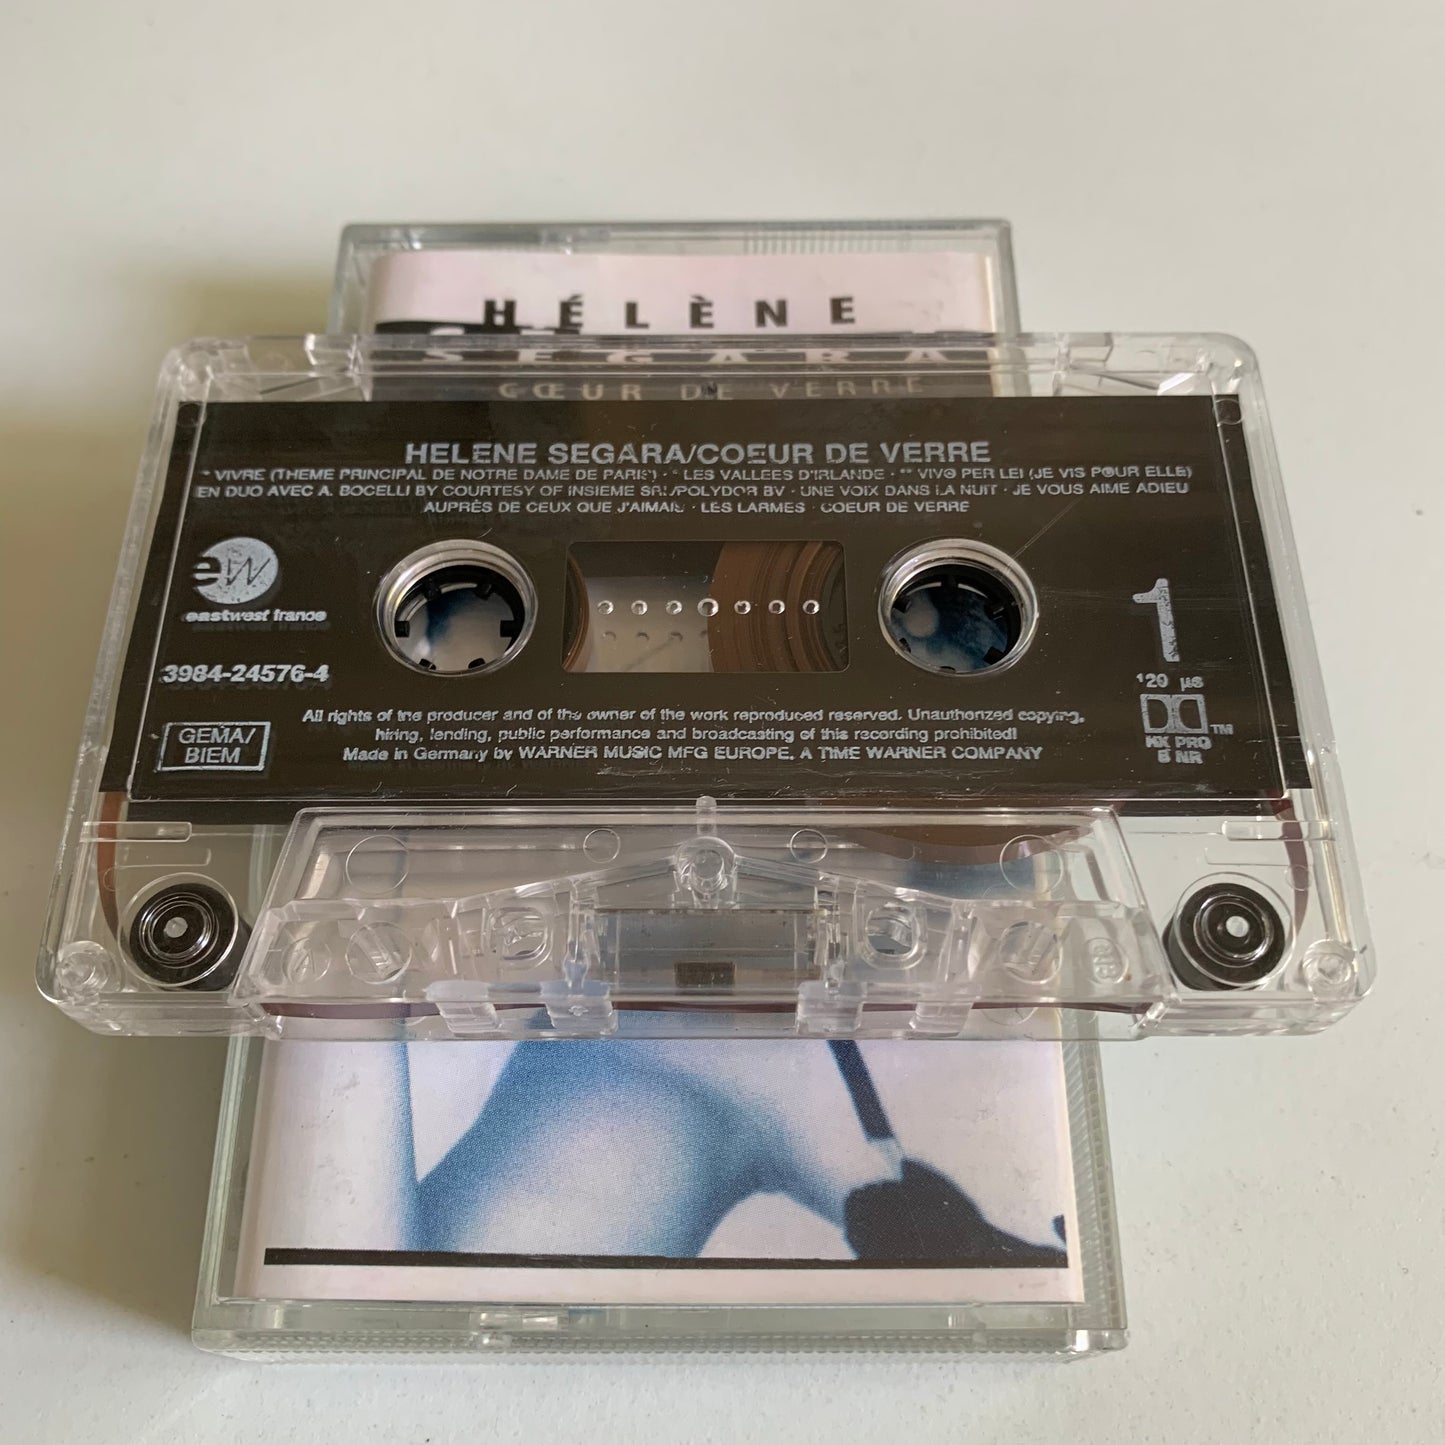 HÉLÈNE
SEGARA
CŒUR DE VERRE
HELENE SEGARA/COEUR DE VERRE
* VIVRE (THEME PRINCIPAL DE NOTRE DAME DE PARIS) · * LES VALLEES D'IRLANDE · ** VIVO PER LEI (JE VIS POUR ELLE)
EN DUO AVEC A. BOCELLI BY COURTESY OF INSIEME SRL/POLYDOR BV · UNE VOIX DANS LA NUIT · JE VOUS AIME ADIEU
AUPRÉS DE CEUX QUE J'AIMAIS · LES LARMES · COEUR DE VERRE
ew
eastwest france
3984-24576-4
GEMA/
BIEM
1
120 µs
TM
HX PRO
B NR
All rights of the producer and of the owner of the work reproduced reserved. Unauthorized copying,
hiring, lending, public performance and broadcasting of this recording prohibited!
Made in Germany by WARNER MUSIC MFG EUROPE. A TIME WARNER COMPANY